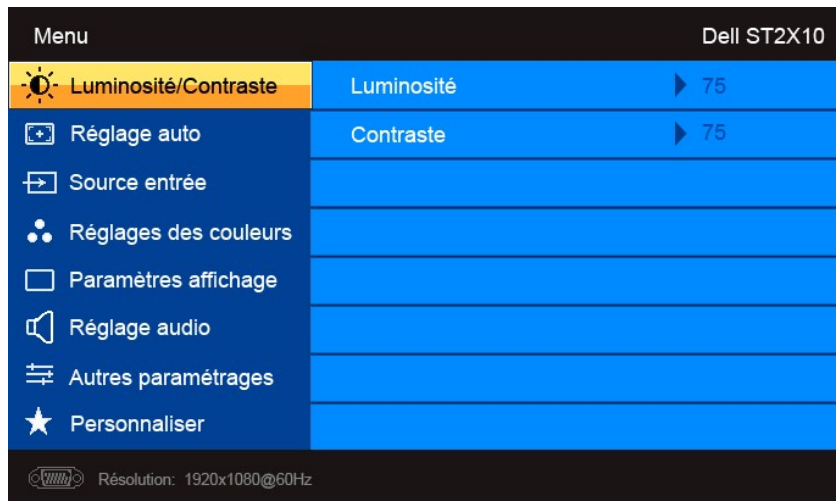 Menu Dell ST2X10
Luminosité/Contraste Luminosité 75
Réglage auto Contraste 75
Source entrée
Réglages des couleurs
Paramètres affichage
Réglage audio
Autres paramétrages
Personnaliser
Résolution: 1920x1080@60Hz